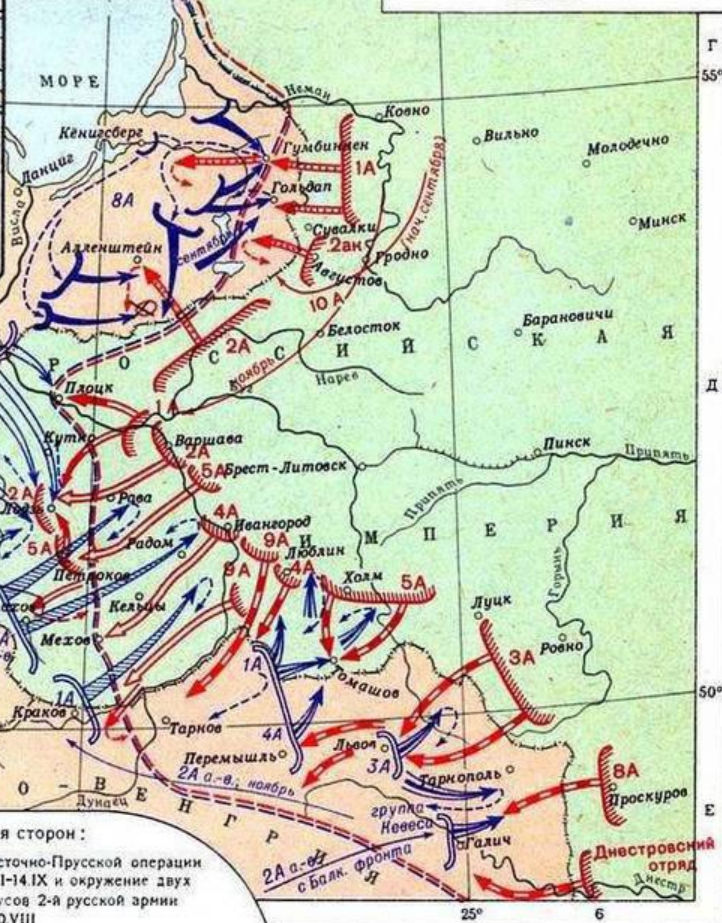 Г
55°
МОРЕ
Неман
Ковно
Кёнигсберг
Гумбиннен
Вильно
Молодечно
Данциг
1А
8А
Гольдап
Висла
Минск
Сувалки
2ан
(нач.сентября)
Алленштейн
сентябрь
Августов
Гродно
10 А
Барановичи
Белосток
2А
Р О С С И Й С К А Я
ноябрь
Нарев
Д
Плоцк
1А
Кутно
Варшава
2А
5А
Брест-Литовск
Пинск
Припять
Припять
2А
Лодзь
Рава
4А
Ивангород
И М П Е Р И Я
9А
5А
Радом
Люблин
Петроков
9А
4А
Холм
5А
Горынь
Кельцы
Луцк
Ровно
Мехов
3А
1А
Томашов
50°
1А
Краков
Тарнов
4А
Львов
Перемышль
3А
8А
2А а.-в., ноябрь
Тарнополь
Проскуров
О - В Е Н Г Р И Я
Дунаец
группа
Кевеса
Е
Галич
2А а.-в.
с Балк. фронта
Днестровский
отряд
Днестр
я сторон:
сточно-Прусской операции
I-14.IX и окружение двух
усов 2-й русской армии
0.VIII
25°
6